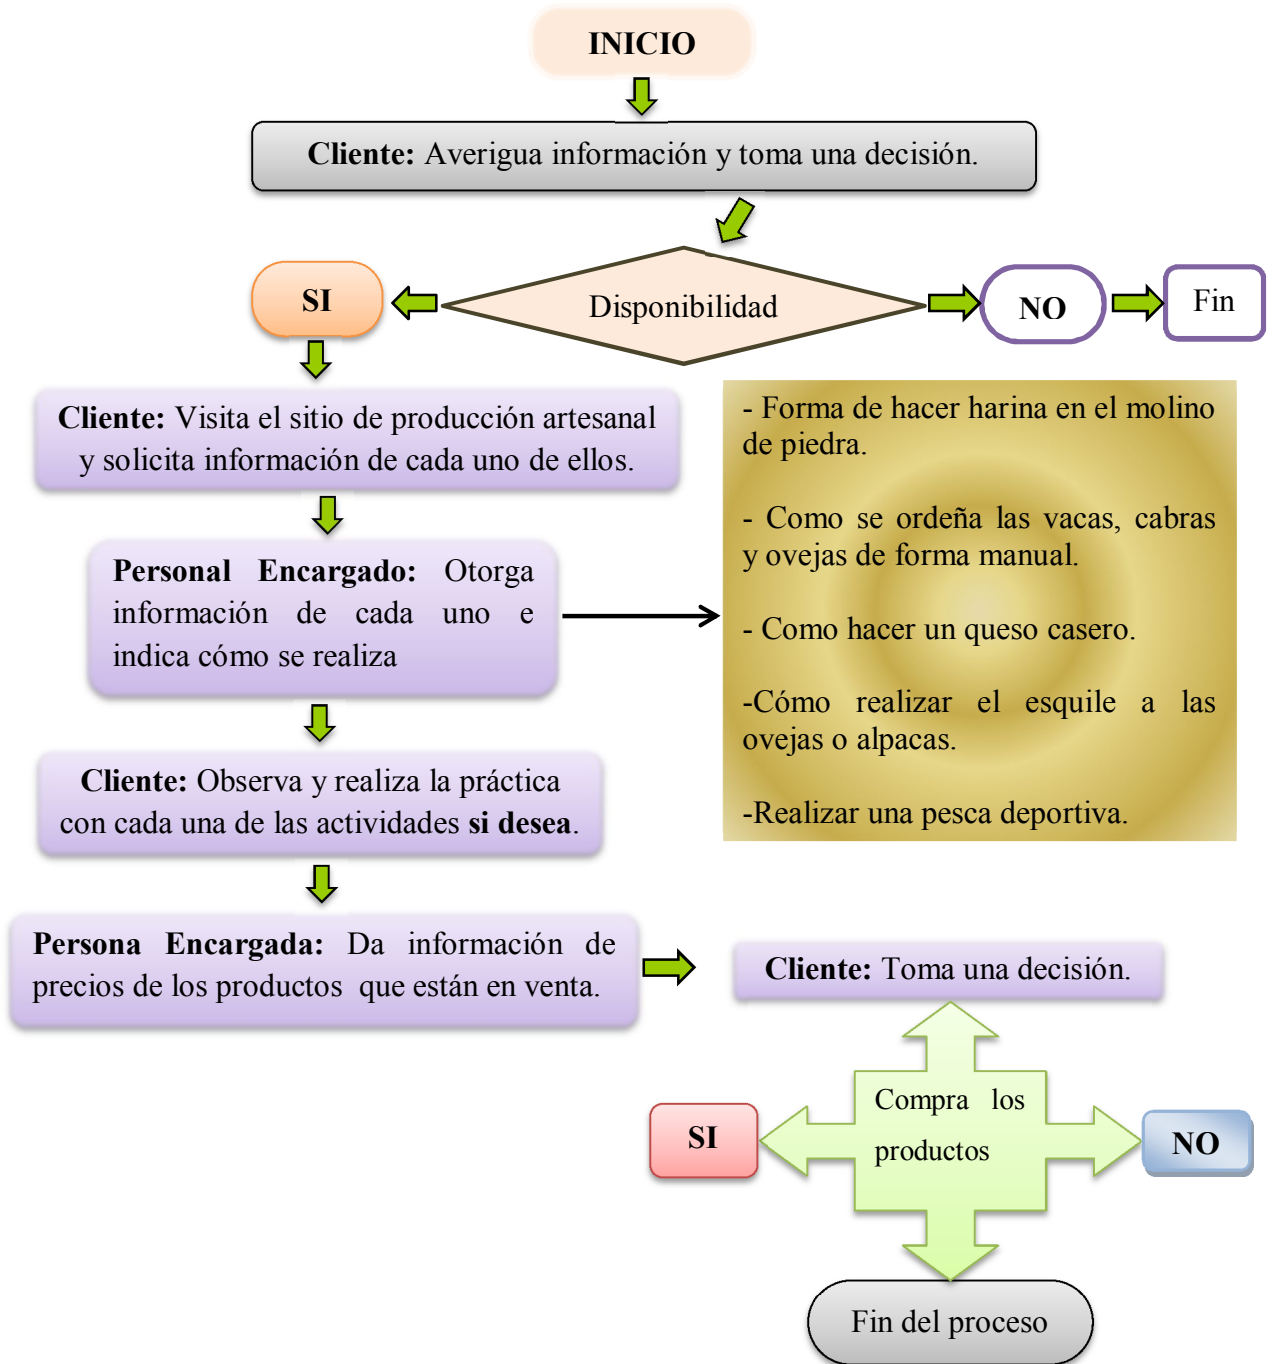 INICIO
Cliente: Averigua información y toma una decisión.
Disponibilidad
SI
NO
Fin
Cliente: Visita el sitio de producción artesanal
y solicita información de cada uno de ellos.
Personal Encargado: Otorga
información de cada uno e
indica cómo se realiza
- Forma de hacer harina en el molino
de piedra.
- Como se ordeña las vacas, cabras
y ovejas de forma manual.
- Como hacer un queso casero.
-Cómo realizar el esquile a las
ovejas o alpacas.
-Realizar una pesca deportiva.
Cliente: Observa y realiza la práctica
con cada una de las actividades si desea.
Persona Encargada: Da información de
precios de los productos que están en venta.
Cliente: Toma una decisión.
Compra los
productos
SI
NO
Fin del proceso